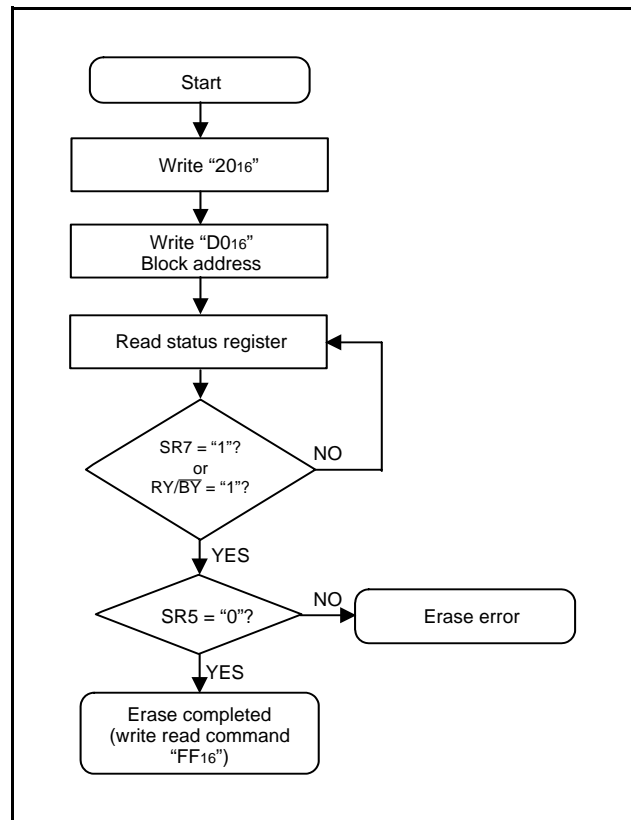 Start
Write “20₁₆”
Write “D0₁₆”
Block address
Read status register
SR7 = “1”?
or
RY/B̅Y̅ = “1”?
NO
YES
SR5 = “0”?
NO
Erase error
YES
Erase completed
(write read command
“FF₁₆”)